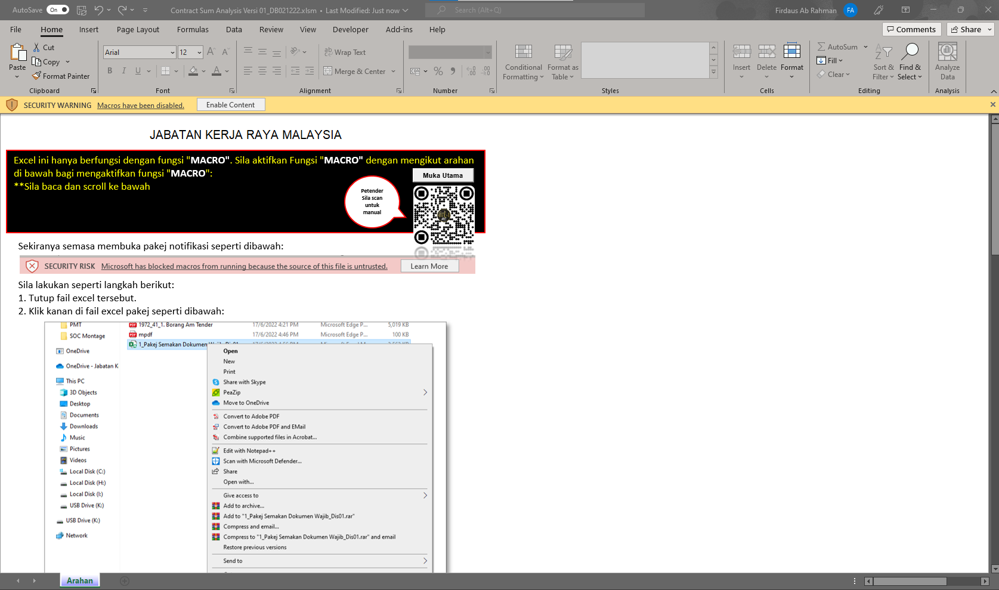 AutoSave On Contract Sum Analysis Versi 01_DB021222.xlsm • Last Modified: Just now Search (Alt+Q) Firdaus Ab Rahman FA
File Home Insert Page Layout Formulas Data Review View Developer Add-ins Help Comments Share
Paste
Cut
Copy
Format Painter
Clipboard
Arial 12
B I U
Font
Wrap Text
Merge & Center
Alignment
Number
Conditional Formatting
Format as Table
Styles
Insert Delete Format
Cells
AutoSum
Fill
Clear
Sort & Filter
Find & Select
Editing
Analyze Data
Analysis
SECURITY WARNING Macros have been disabled. Enable Content
JABATAN KERJA RAYA MALAYSIA
Excel ini hanya berfungsi dengan fungsi "MACRO". Sila aktifkan Fungsi "MACRO" dengan mengikut arahan
di bawah bagi mengaktifkan fungsi "MACRO":
**Sila baca dan scroll ke bawah
Muka Utama
Petender
Sila scan
untuk
manual
Sekiranya semasa membuka pakej notifikasi seperti dibawah:
SECURITY RISK Microsoft has blocked macros from running because the source of this file is untrusted. Learn More
Sila lakukan seperti langkah berikut:
1. Tutup fail excel tersebut.
2. Klik kanan di fail excel pakej seperti dibawah:
PMT
SOC Montage
OneDrive
OneDrive - Jabatan K
This PC
3D Objects
Desktop
Documents
Downloads
Music
Pictures
Videos
Local Disk (C:)
Local Disk (H:)
Local Disk (I:)
USB Drive (K:)
USB Drive (K:)
Network
1972_41_1. Borang Am Tender 17/6/2022 4:21 PM Microsoft Edge P... 5,019 KB
mpdf 17/6/2022 4:46 PM Microsoft Edge P... 100 KB
1_Pakej Semakan Dokumen
Open
New
Print
Share with Skype
PeaZip
Move to OneDrive
Convert to Adobe PDF
Convert to Adobe PDF and EMail
Combine supported files in Acrobat...
Edit with Notepad++
Scan with Microsoft Defender...
Share
Open with...
Give access to
Add to archive...
Add to "1_Pakej Semakan Dokumen Wajib_Dis01.rar"
Compress and email...
Compress to "1_Pakej Semakan Dokumen Wajib_Dis01.rar" and email
Restore previous versions
Send to
Arahan